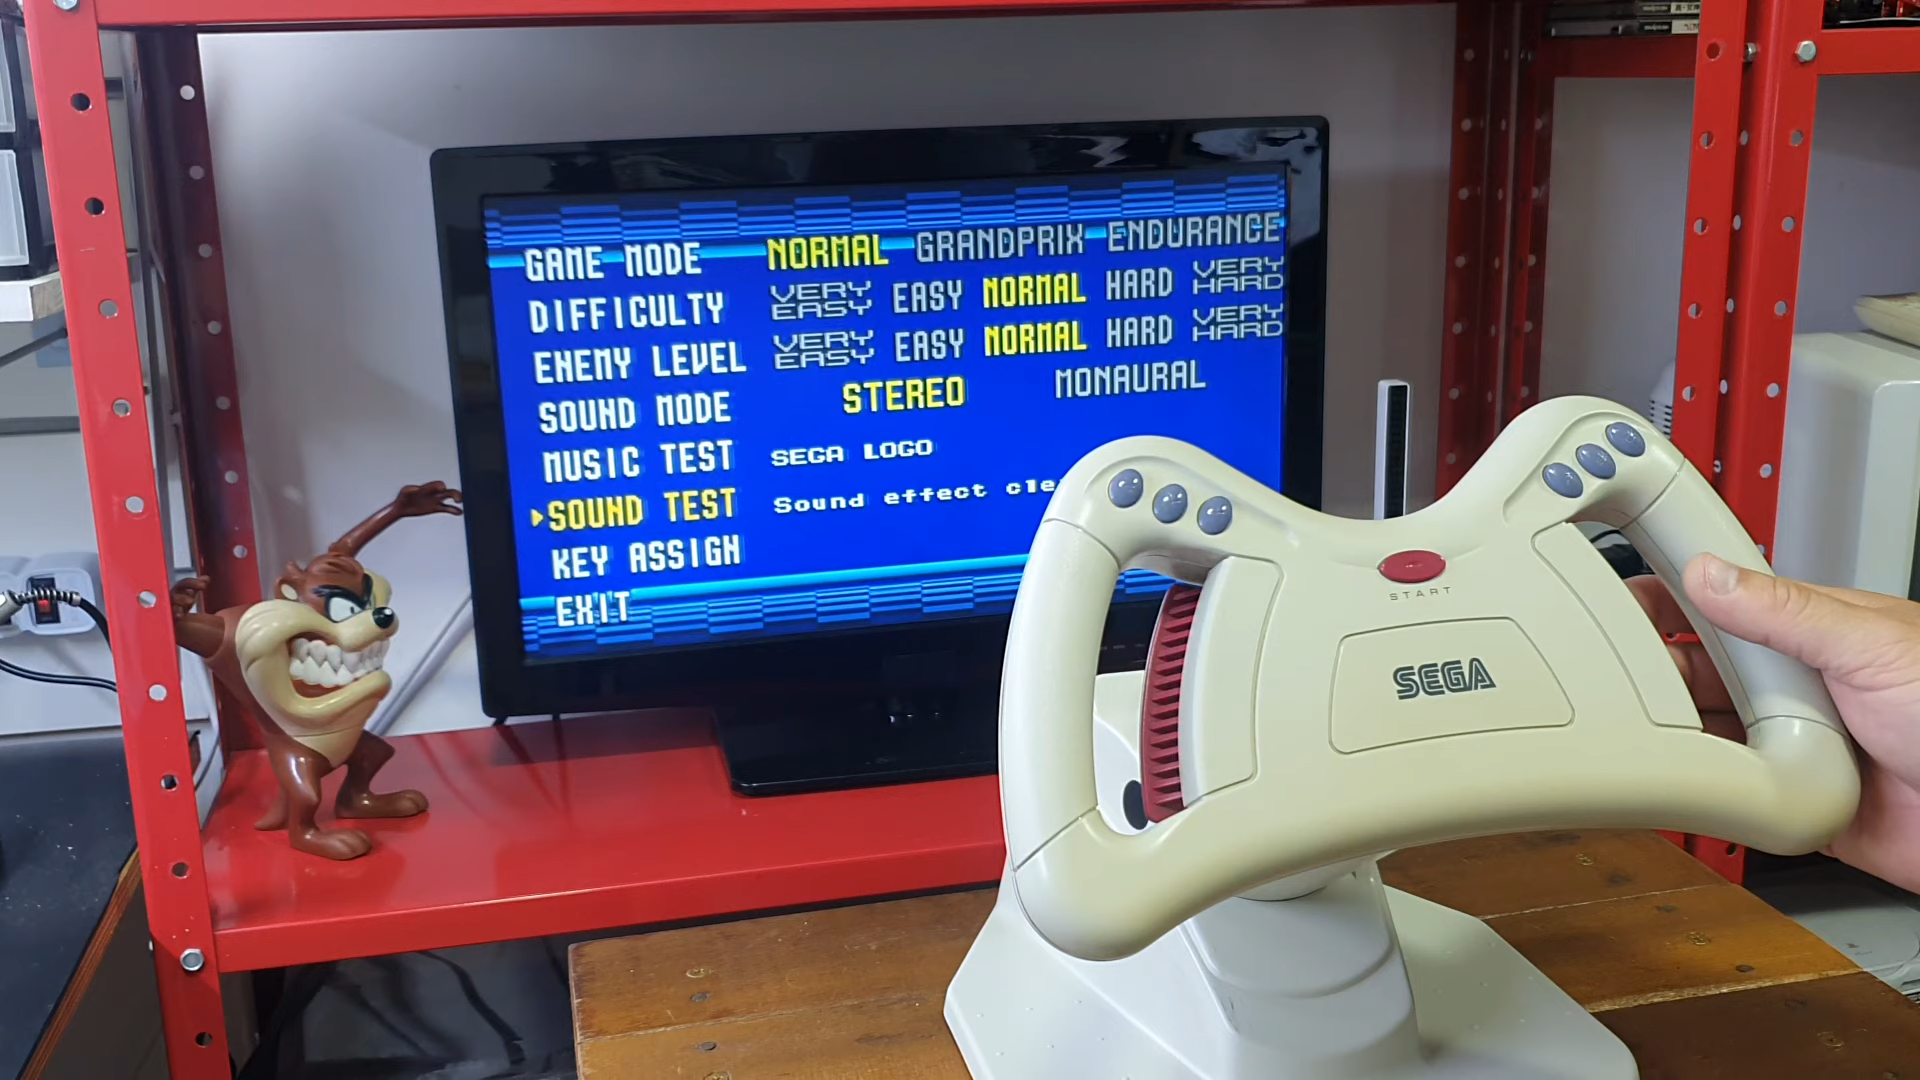 GAME MODE NORMAL GRANDPRIX ENDURANCE
DIFFICULTY VERY EASY EASY NORMAL HARD VERY HARD
ENEMY LEVEL VERY EASY EASY NORMAL HARD VERY HARD
SOUND MODE STEREO MONAURAL
MUSIC TEST SEGA LOGO
SOUND TEST Sound effect
KEY ASSIGN
EXIT
START
SEGA